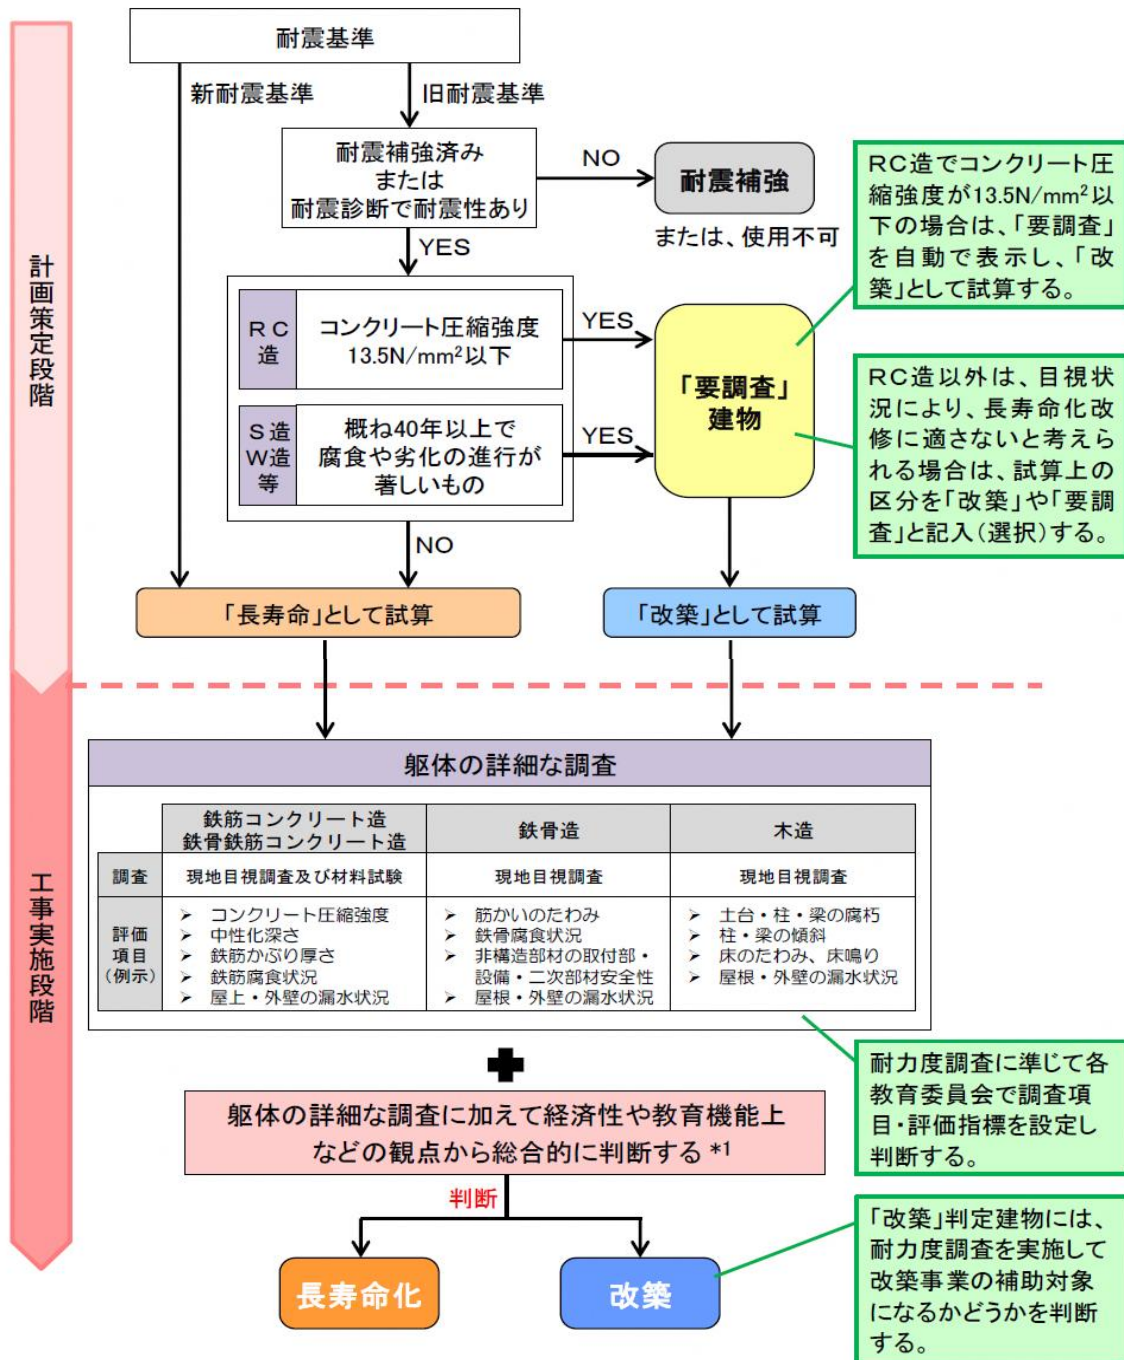 耐震基準
新耐震基準
旧耐震基準
耐震補強済み
または
耐震診断で耐震性あり
NO
耐震補強
または、使用不可
YES
RC
造
コンクリート圧縮強度
13.5N/mm²以下
YES
S造
W造
等
概ね40年以上で
腐食や劣化の進行が
著しいもの
YES
「要調査」
建物
NO
「長寿命」として試算
「改築」として試算
RC造でコンクリート圧
縮強度が13.5N/mm²以
下の場合は、「要調査」
を自動で表示し、「改
築」として試算する。
RC造以外は、目視状
況により、長寿命化改
修に適さないと考えら
れる場合は、試算上の
区分を「改築」や「要調
査」と記入(選択)する。
計画策定段階
工事実施段階
躯体の詳細な調査
鉄筋コンクリート造
鉄骨鉄筋コンクリート造
鉄骨造
木造
調査
現地目視調査及び材料試験
現地目視調査
現地目視調査
評価
項目
(例示)
➢ コンクリート圧縮強度
➢ 中性化深さ
➢ 鉄筋かぶり厚さ
➢ 鉄筋腐食状況
➢ 屋上・外壁の漏水状況
➢ 筋かいのたわみ
➢ 鉄骨腐食状況
➢ 非構造部材の取付部・
設備・二次部材安全性
➢ 屋根・外壁の漏水状況
➢ 土台・柱・梁の腐朽
➢ 柱・梁の傾斜
➢ 床のたわみ、床鳴り
➢ 屋根・外壁の漏水状況
耐力度調査に準じて各
教育委員会で調査項
目・評価指標を設定し
判断する。
躯体の詳細な調査に加えて経済性や教育機能上
などの観点から総合的に判断する *1
判断
長寿命化
改築
「改築」判定建物には、
耐力度調査を実施して
改築事業の補助対象
になるかどうかを判断
する。